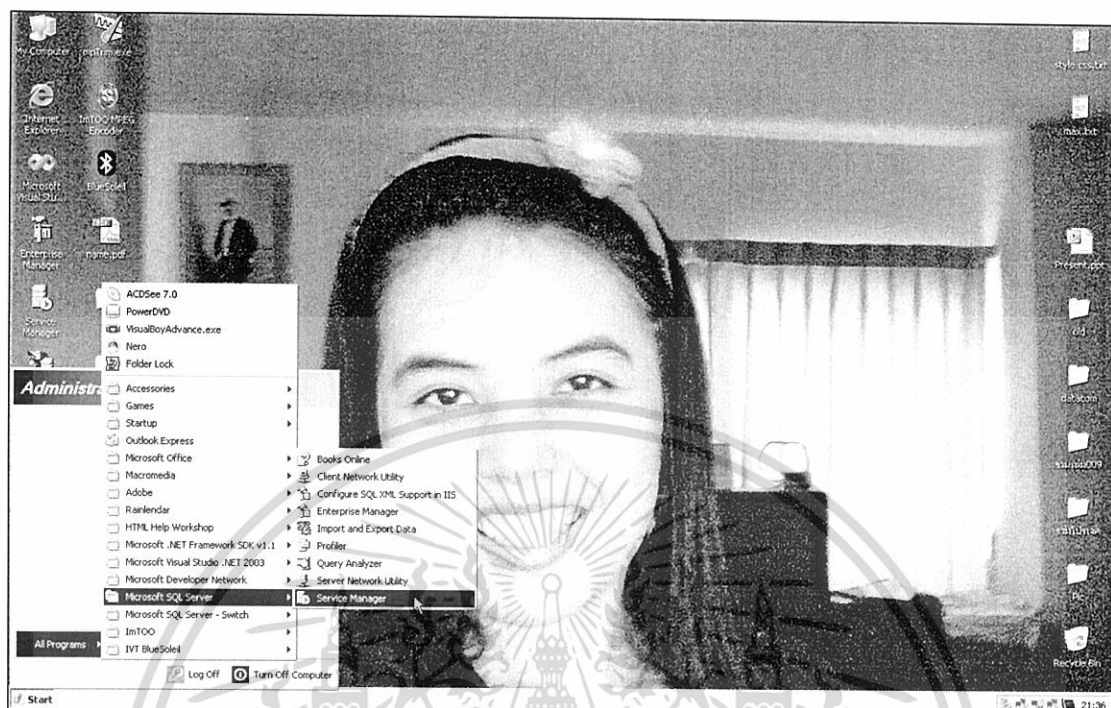 My Computer
mpTrim.exe
style css.txt
Internet
Explorer
ImTOO MPEG
Encoder
max.txt
Microsoft
Visual Stu...
BlueSoleil
Enterprise
Manager
name.pdf
Present.ppt
Service
Manager
old
datacom
Pic
Recycle Bin
Administra
ACDSee 7.0
PowerDVD
VisualBoyAdvance.exe
Nero
Folder Lock
Accessories
Games
Startup
Outlook Express
Microsoft Office
Macromedia
Adobe
Rainlendar
HTML Help Workshop
Microsoft .NET Framework SDK v1.1
Microsoft Visual Studio .NET 2003
Microsoft Developer Network
Microsoft SQL Server
Microsoft SQL Server - Switch
ImTOO
IVT BlueSoleil
Books Online
Client Network Utility
Configure SQL XML Support in IIS
Enterprise Manager
Import and Export Data
Profiler
Query Analyzer
Server Network Utility
Service Manager
All Programs
Log Off
Turn Off Computer
Start
21:36